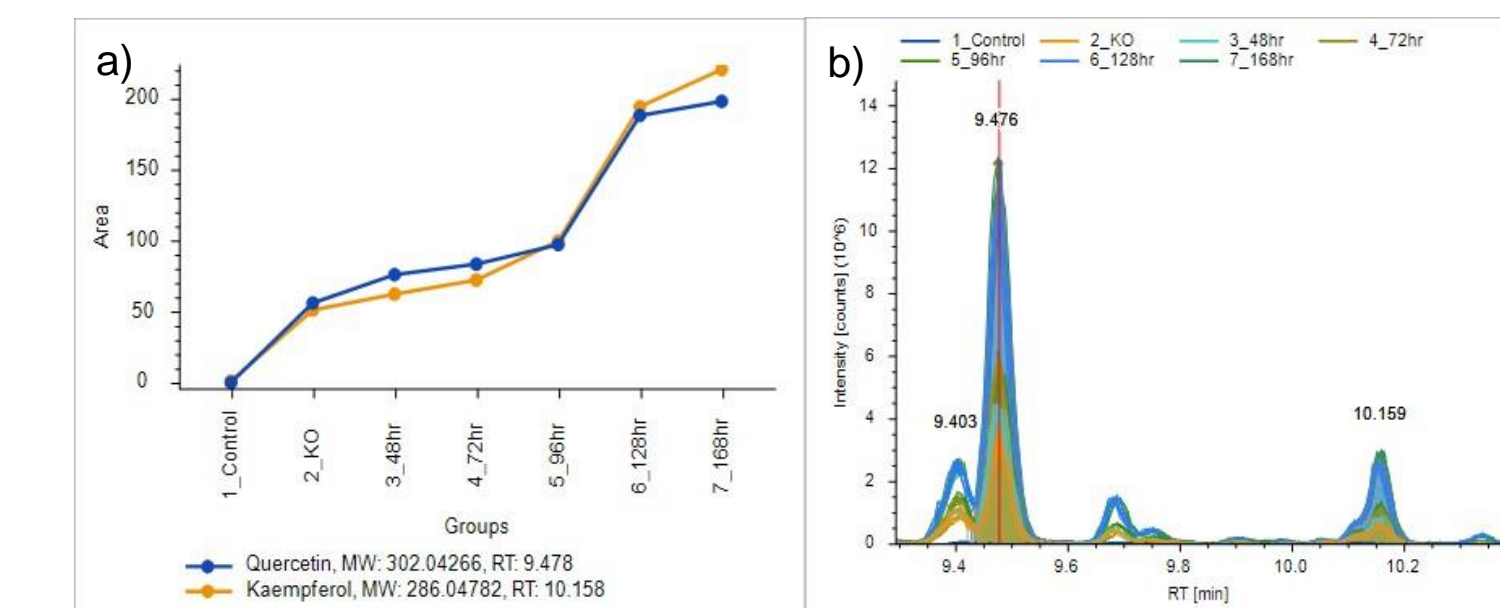 a)
200
150
100
50
0
Area
1_Control
2_KO
3_48hr
4_72hr
5_96hr
6_128hr
7_168hr
Groups
Quercetin, MW: 302.04266, RT: 9.478
Kaempferol, MW: 286.04782, RT: 10.158
b)
1_Control 2_KO 3_48hr 4_72hr
5_96hr 6_128hr 7_168hr
14
12
10
8
6
4
2
0
Intensity [counts] (10^6)
9.476
9.403
10.159
9.4 9.6 9.8 10.0 10.2
RT [min]